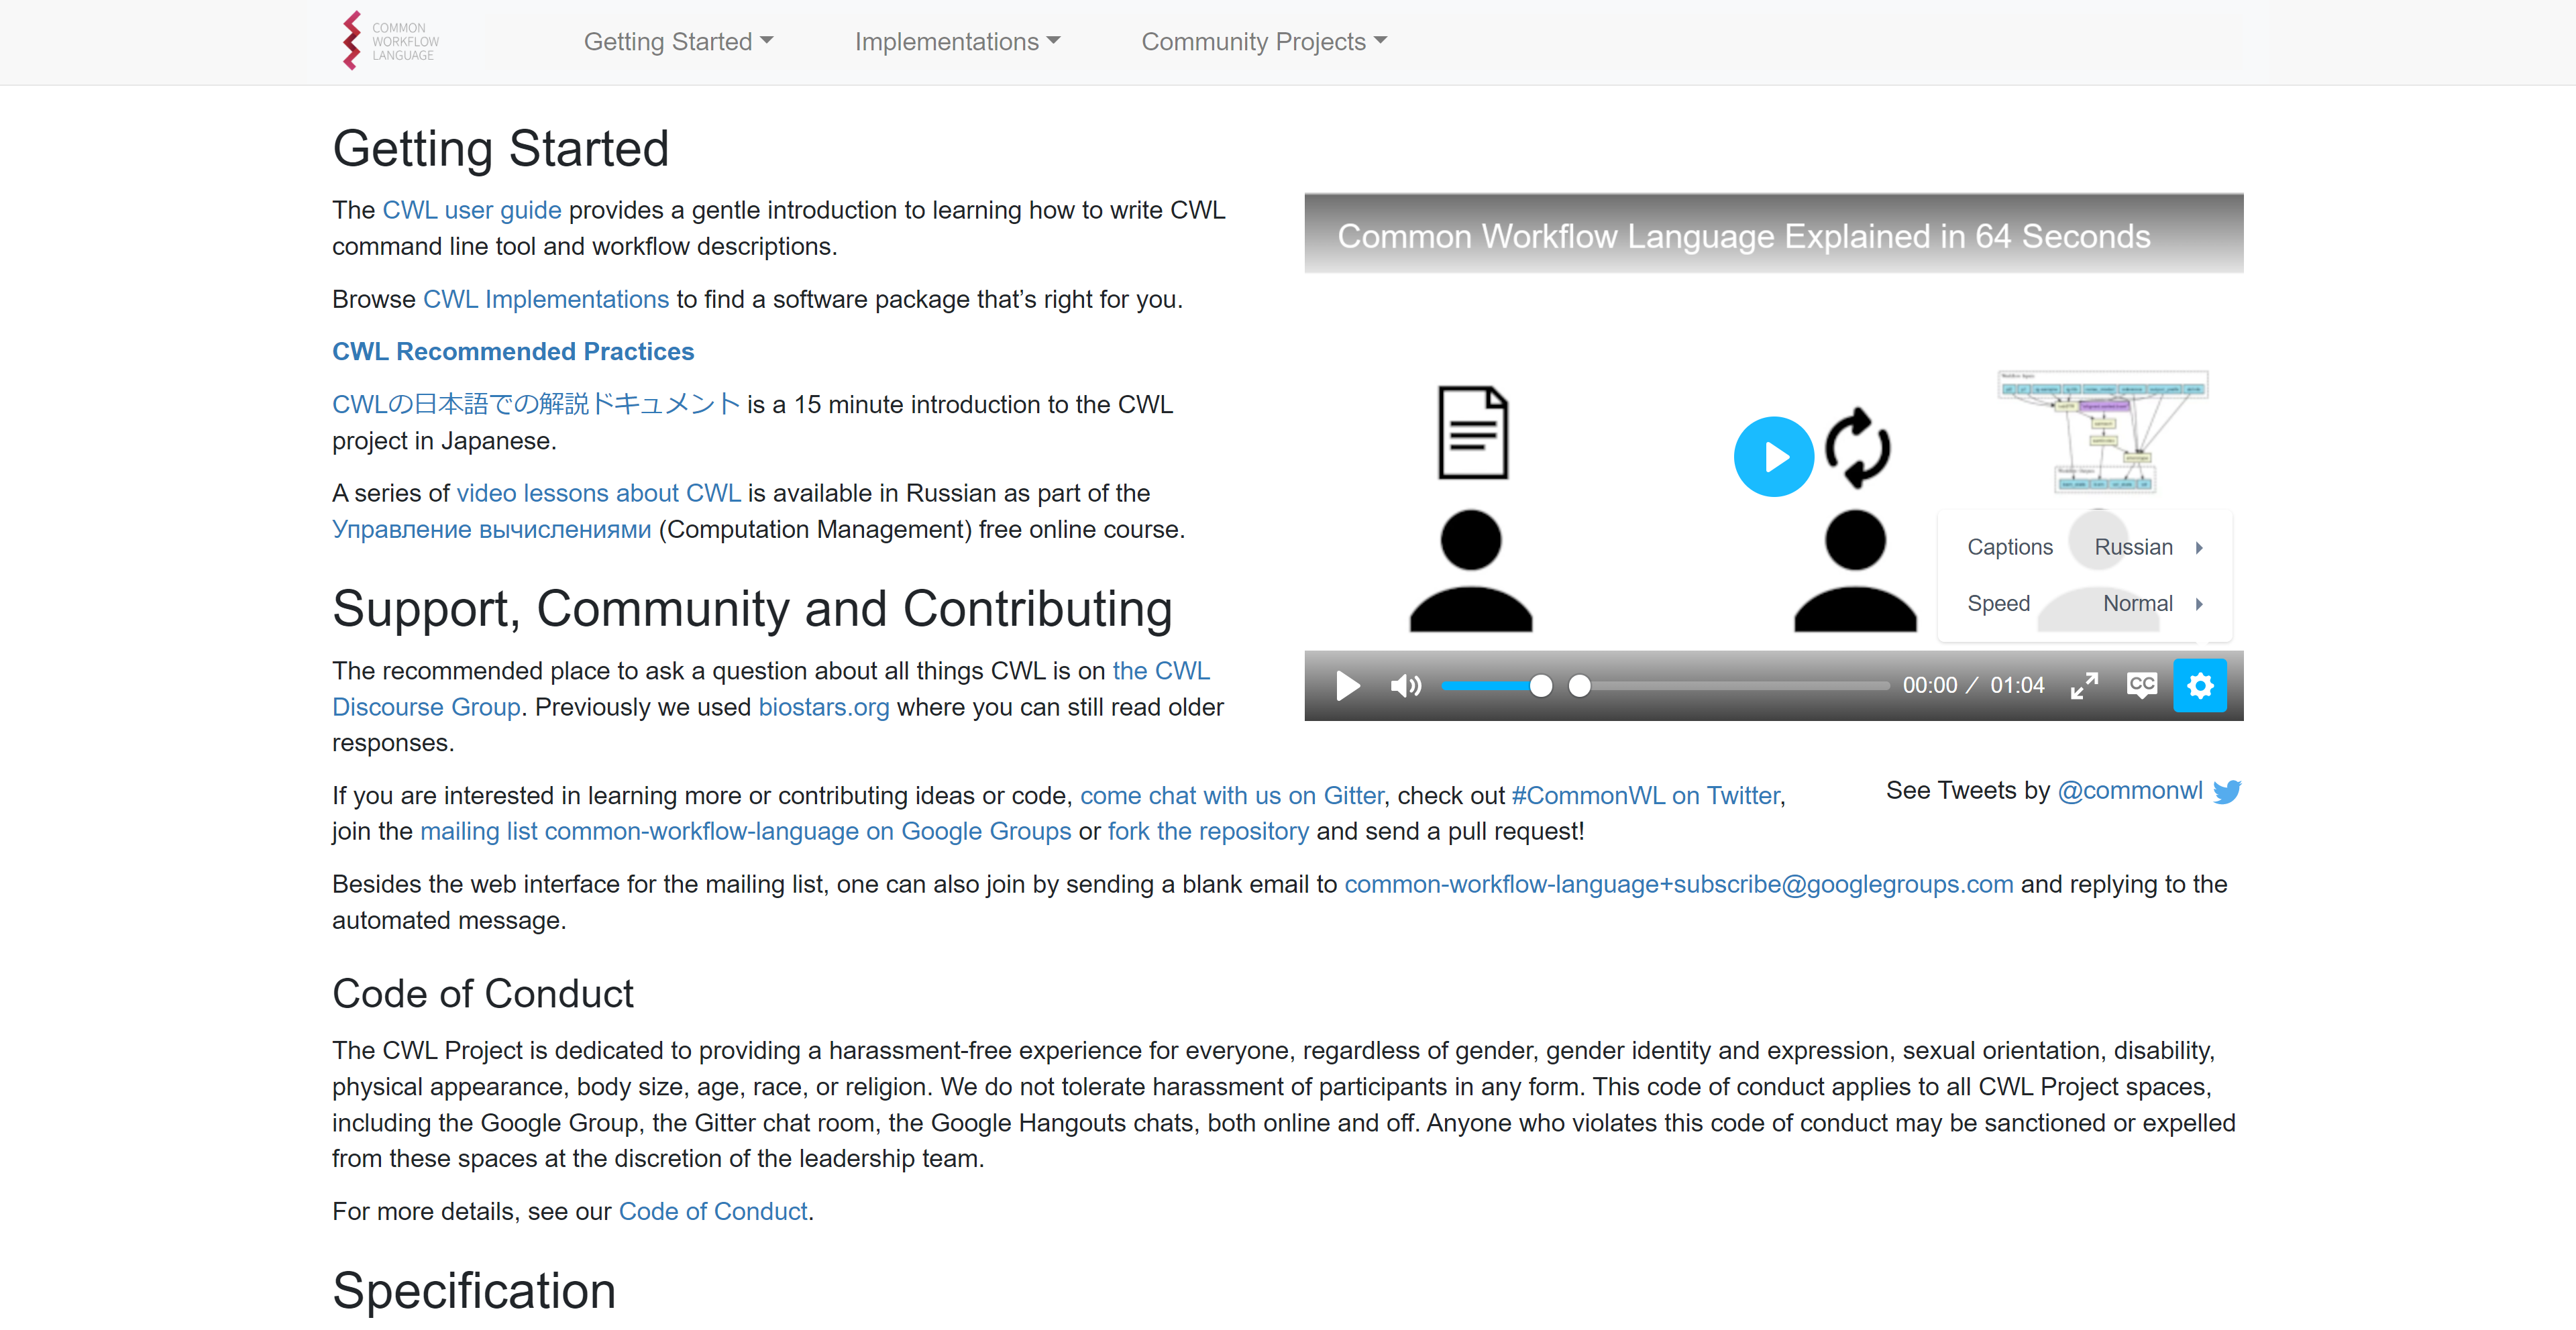 COMMON
WORKFLOW
LANGUAGE
Getting Started
Implementations
Community Projects
Getting Started
The CWL user guide provides a gentle introduction to learning how to write CWL
command line tool and workflow descriptions.
Browse CWL Implementations to find a software package that’s right for you.
CWL Recommended Practices
CWLの日本語での解説ドキュメント is a 15 minute introduction to the CWL
project in Japanese.
A series of video lessons about CWL is available in Russian as part of the
Управление вычислениями (Computation Management) free online course.
Common Workflow Language Explained in 64 Seconds
Captions Russian
Speed Normal
00:00 / 01:04
CC
Support, Community and Contributing
The recommended place to ask a question about all things CWL is on the CWL
Discourse Group. Previously we used biostars.org where you can still read older
responses.
If you are interested in learning more or contributing ideas or code, come chat with us on Gitter, check out #CommonWL on Twitter,
join the mailing list common-workflow-language on Google Groups or fork the repository and send a pull request!
See Tweets by @commonwl
Besides the web interface for the mailing list, one can also join by sending a blank email to common-workflow-language+subscribe@googlegroups.com and replying to the
automated message.
Code of Conduct
The CWL Project is dedicated to providing a harassment-free experience for everyone, regardless of gender, gender identity and expression, sexual orientation, disability,
physical appearance, body size, age, race, or religion. We do not tolerate harassment of participants in any form. This code of conduct applies to all CWL Project spaces,
including the Google Group, the Gitter chat room, the Google Hangouts chats, both online and off. Anyone who violates this code of conduct may be sanctioned or expelled
from these spaces at the discretion of the leadership team.
For more details, see our Code of Conduct.
Specification